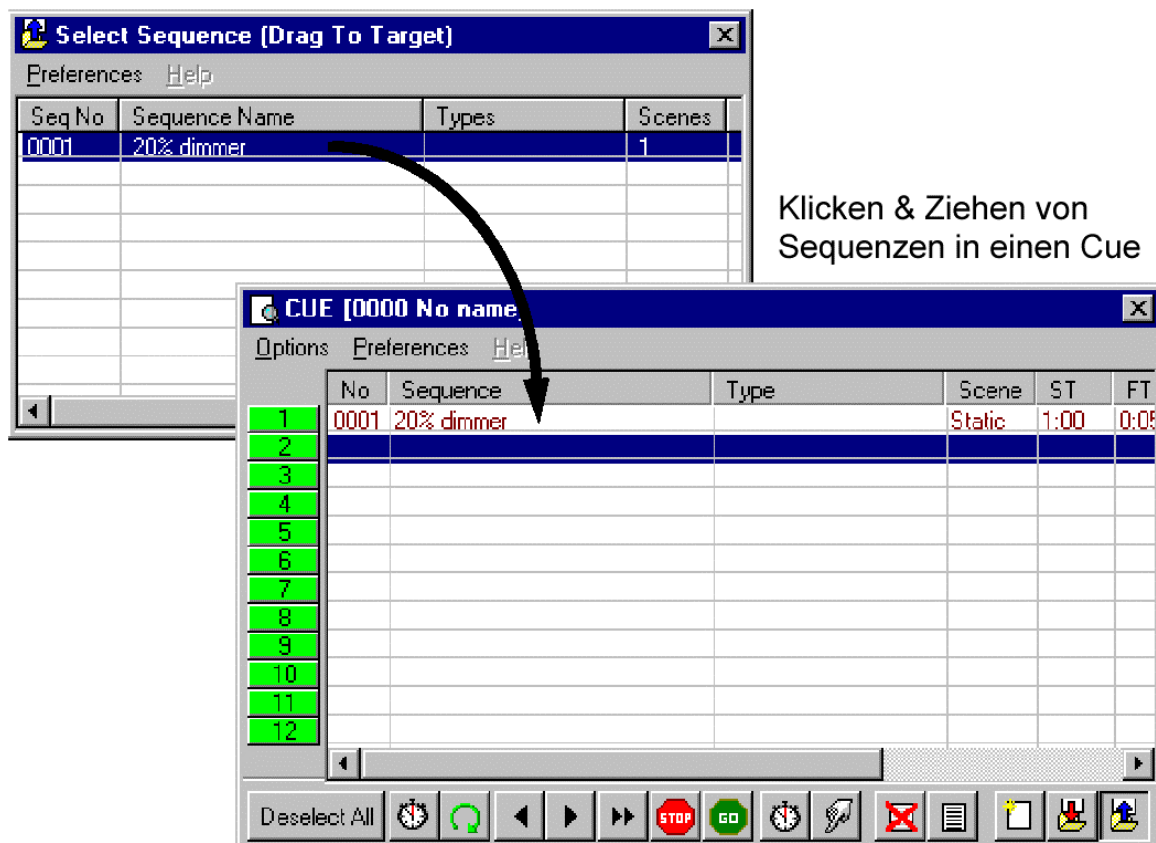 Select Sequence (Drag To Target)
Preferences Help
Seq No Sequence Name Types Scenes
0001 20% dimmer 1
Klicken & Ziehen von
Sequenzen in einen Cue
CUE [0000 No name]
Options Preferences Help
No Sequence Type Scene ST FT
1 0001 20% dimmer Static 1:00 0:05
2
3
4
5
6
7
8
9
10
11
12
Deselect All STOP GO